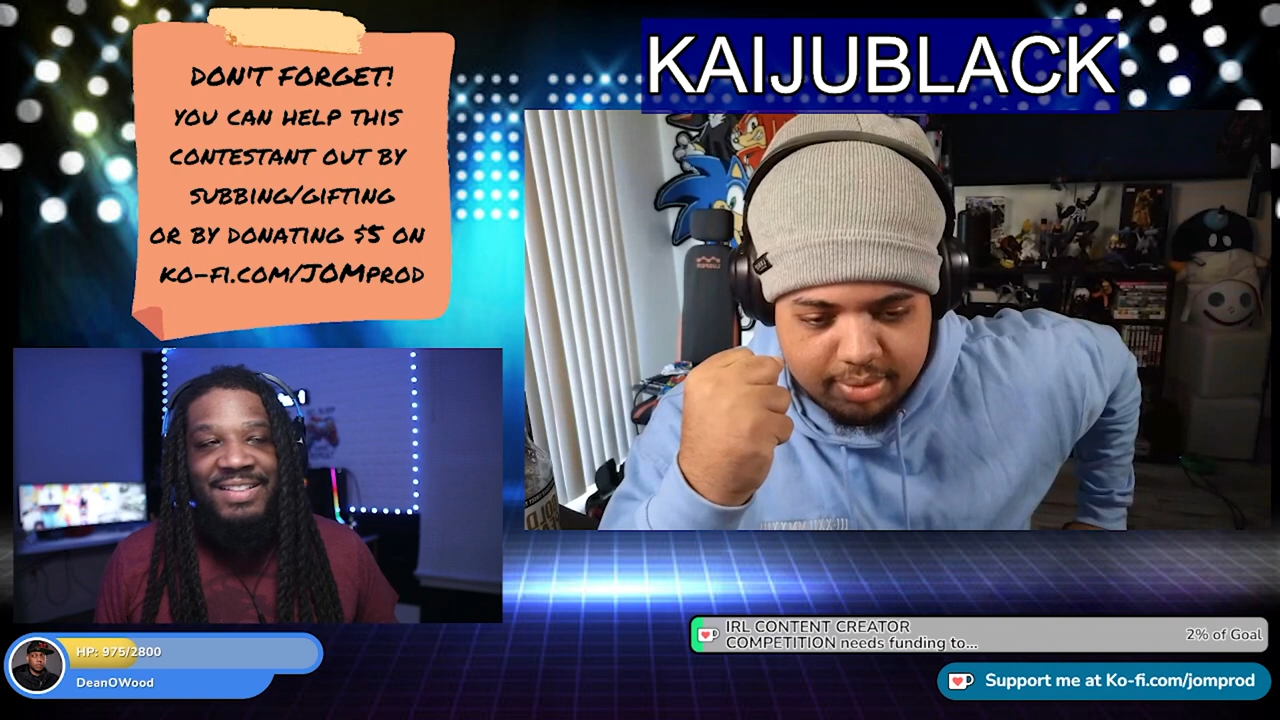 DON'T FORGET!
YOU CAN HELP THIS
CONTESTANT OUT BY
SUBBING/GIFTING
OR BY DONATING $5 ON
KO-FI.COM/JOMPROD
KAIJUBLACK
HP: 975/2800
DeanOWood
IRL CONTENT CREATOR
COMPETITION needs funding to...
2% of Goal
Support me at Ko-fi.com/jomprod